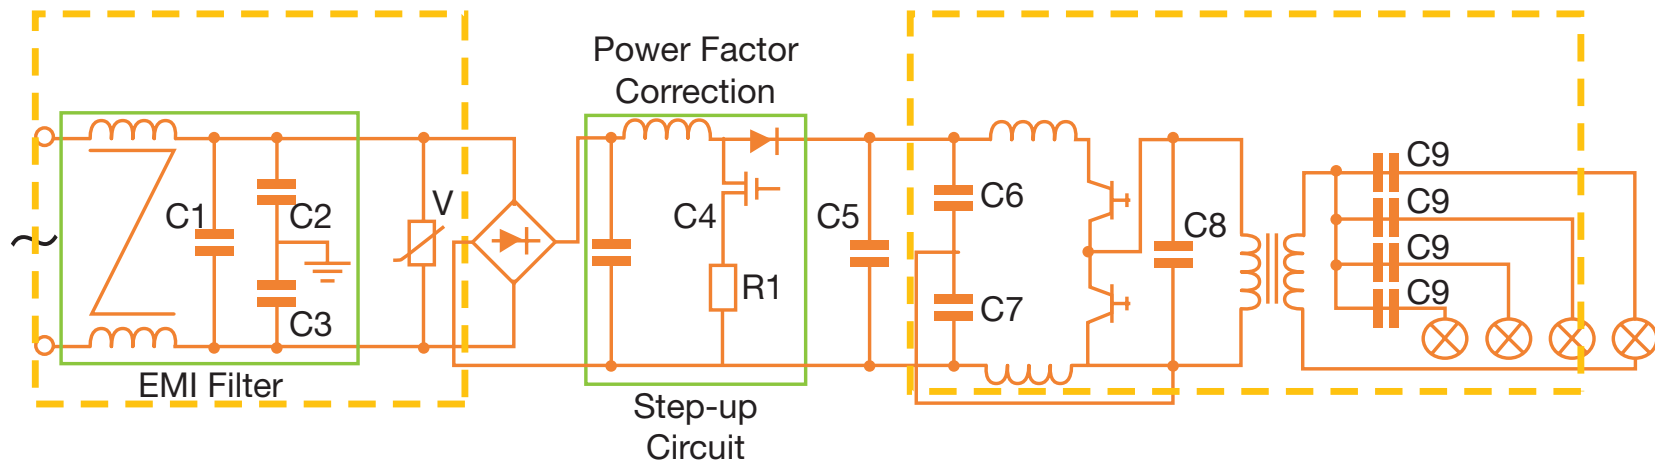 Power Factor
Correction
C1
C2
C3
V
EMI Filter
C4
R1
Step-up
Circuit
C5
C6
C7
C8
C9
C9
C9
C9
~